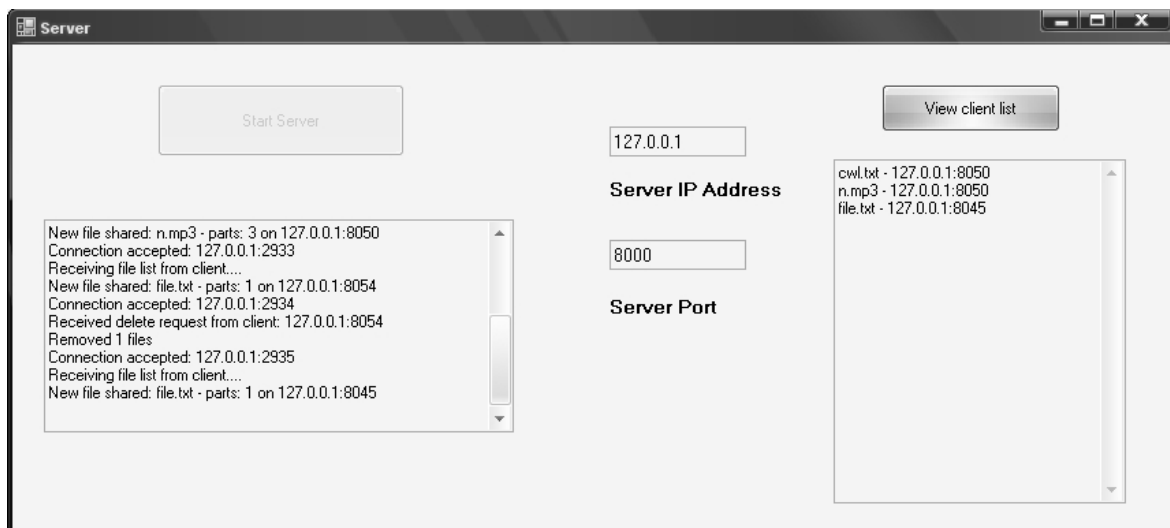 Server
Start Server
New file shared: n.mp3 - parts: 3 on 127.0.0.1:8050
Connection accepted: 127.0.0.1:2933
Receiving file list from client....
New file shared: file.txt - parts: 1 on 127.0.0.1:8054
Connection accepted: 127.0.0.1:2934
Received delete request from client: 127.0.0.1:8054
Removed 1 files
Connection accepted: 127.0.0.1:2935
Receiving file list from client....
New file shared: file.txt - parts: 1 on 127.0.0.1:8045
127.0.0.1
Server IP Address
8000
Server Port
View client list
cwl.txt - 127.0.0.1:8050
n.mp3 - 127.0.0.1:8050
file.txt - 127.0.0.1:8045